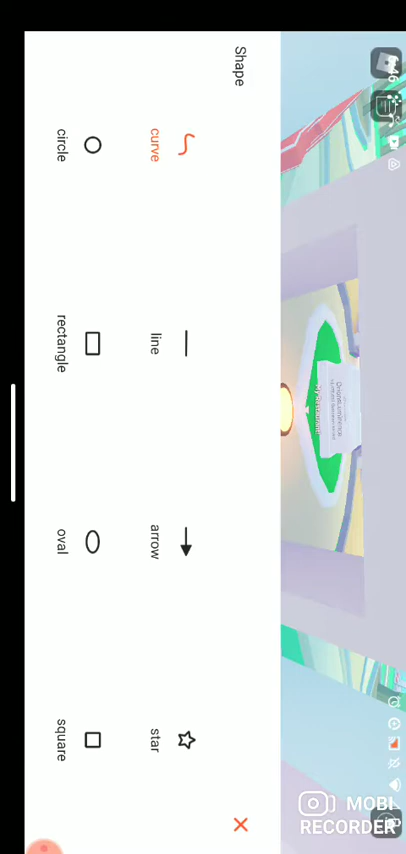 Shape
curve
line
arrow
star
circle
rectangle
oval
square
MOBI
RECORDER